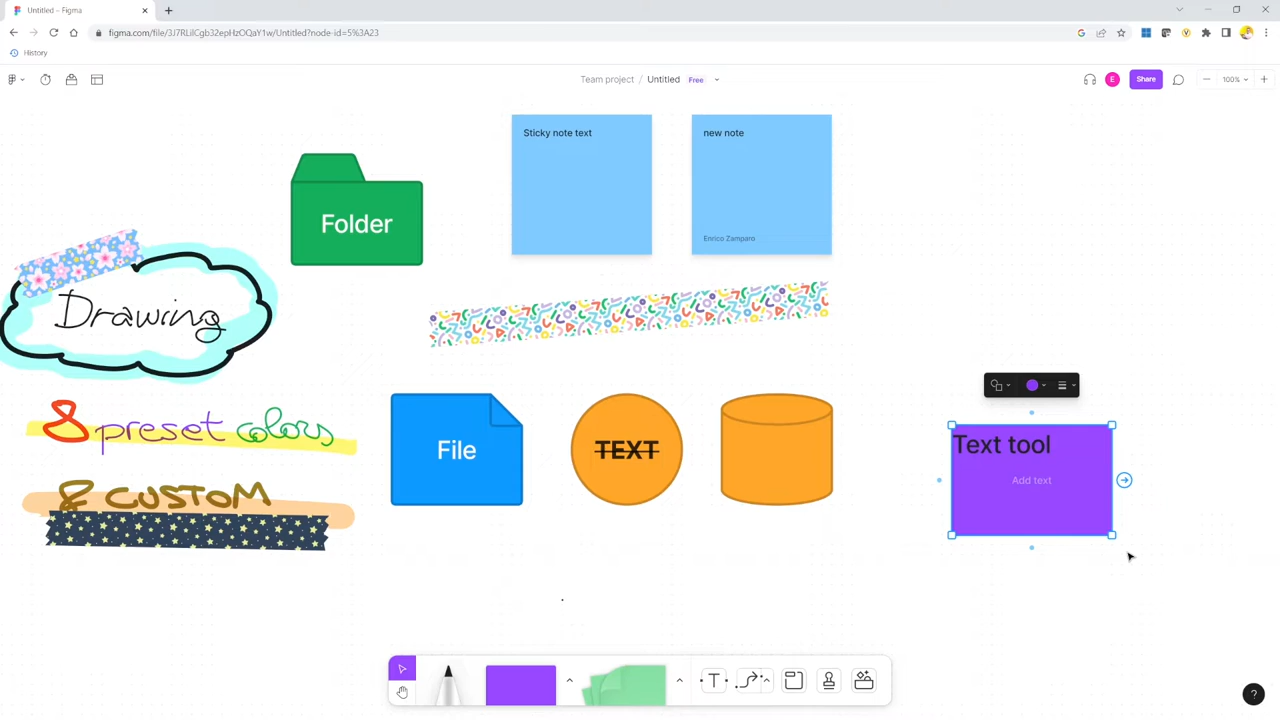 Untitled – Figma
figma.com/file/3J7RLilCgb32epHzOQaY1w/Untitled?node-id=5%3A23
History
Team project / Untitled Free
E
Share
100%
Sticky note text
new note
Enrico Zamparo
Folder
Drawing
8 preset colors
8 CUSTOM
File
TEXT
Text tool
Add text
T
?